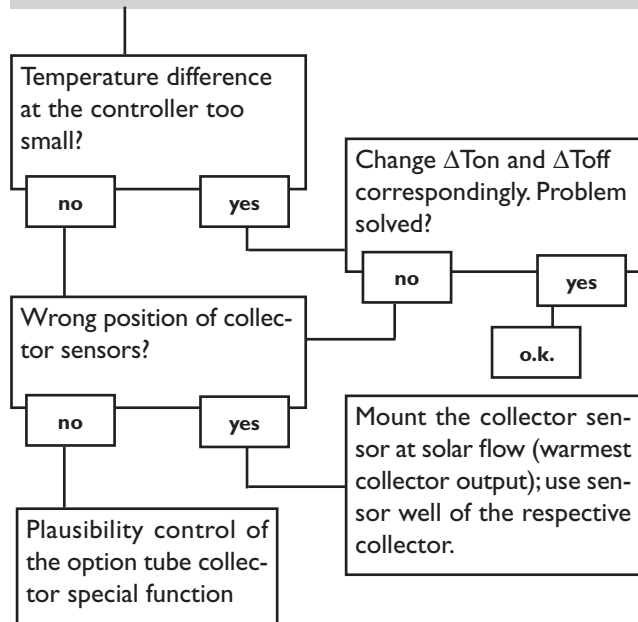 Temperature difference
at the controller too
small?
no
yes
Change ΔTon and ΔToff
correspondingly. Problem
solved?
no
yes
o.k.
Wrong position of collec-
tor sensors?
no
yes
Mount the collector sen-
sor at solar flow (warmest
collector output); use sen-
sor well of the respective
collector.
Plausibility control of
the option tube collec-
tor special function